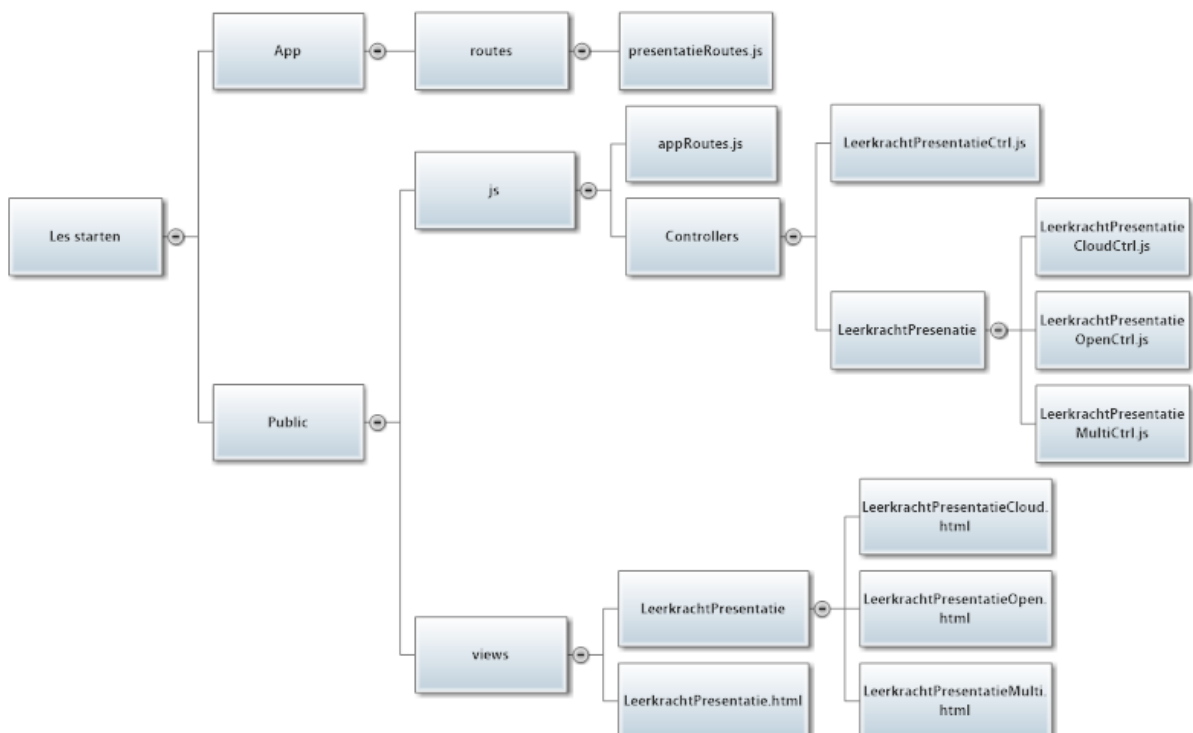 App
routes
presentatieRoutes.js
Les starten
js
appRoutes.js
Controllers
LeerkrachtPresentatieCtrl.js
LeerkrachtPresenatie
LeerkrachtPresentatie
CloudCtrl.js
LeerkrachtPresentatie
OpenCtrl.js
LeerkrachtPresentatie
MultiCtrl.js
Public
views
LeerkrachtPresentatie
LeerkrachtPresentatie.html
LeerkrachtPresentatieCloud.
html
LeerkrachtPresentatieOpen.
html
LeerkrachtPresentatieMulti.
html